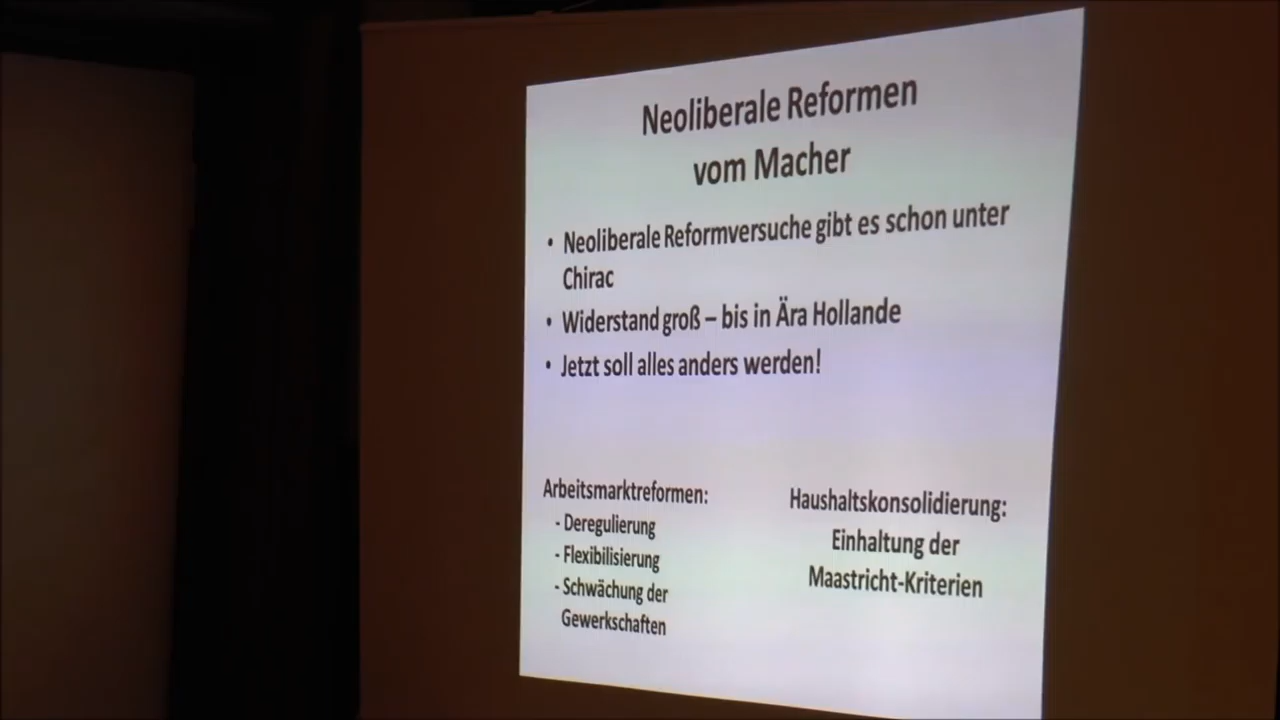 Neoliberale Reformen
vom Macher
• Neoliberale Reformversuche gibt es schon unter
Chirac
• Widerstand groß – bis in Ära Hollande
• Jetzt soll alles anders werden!
Arbeitsmarktreformen:
- Deregulierung
- Flexibilisierung
- Schwächung der
Gewerkschaften
Haushaltskonsolidierung:
Einhaltung der
Maastricht-Kriterien